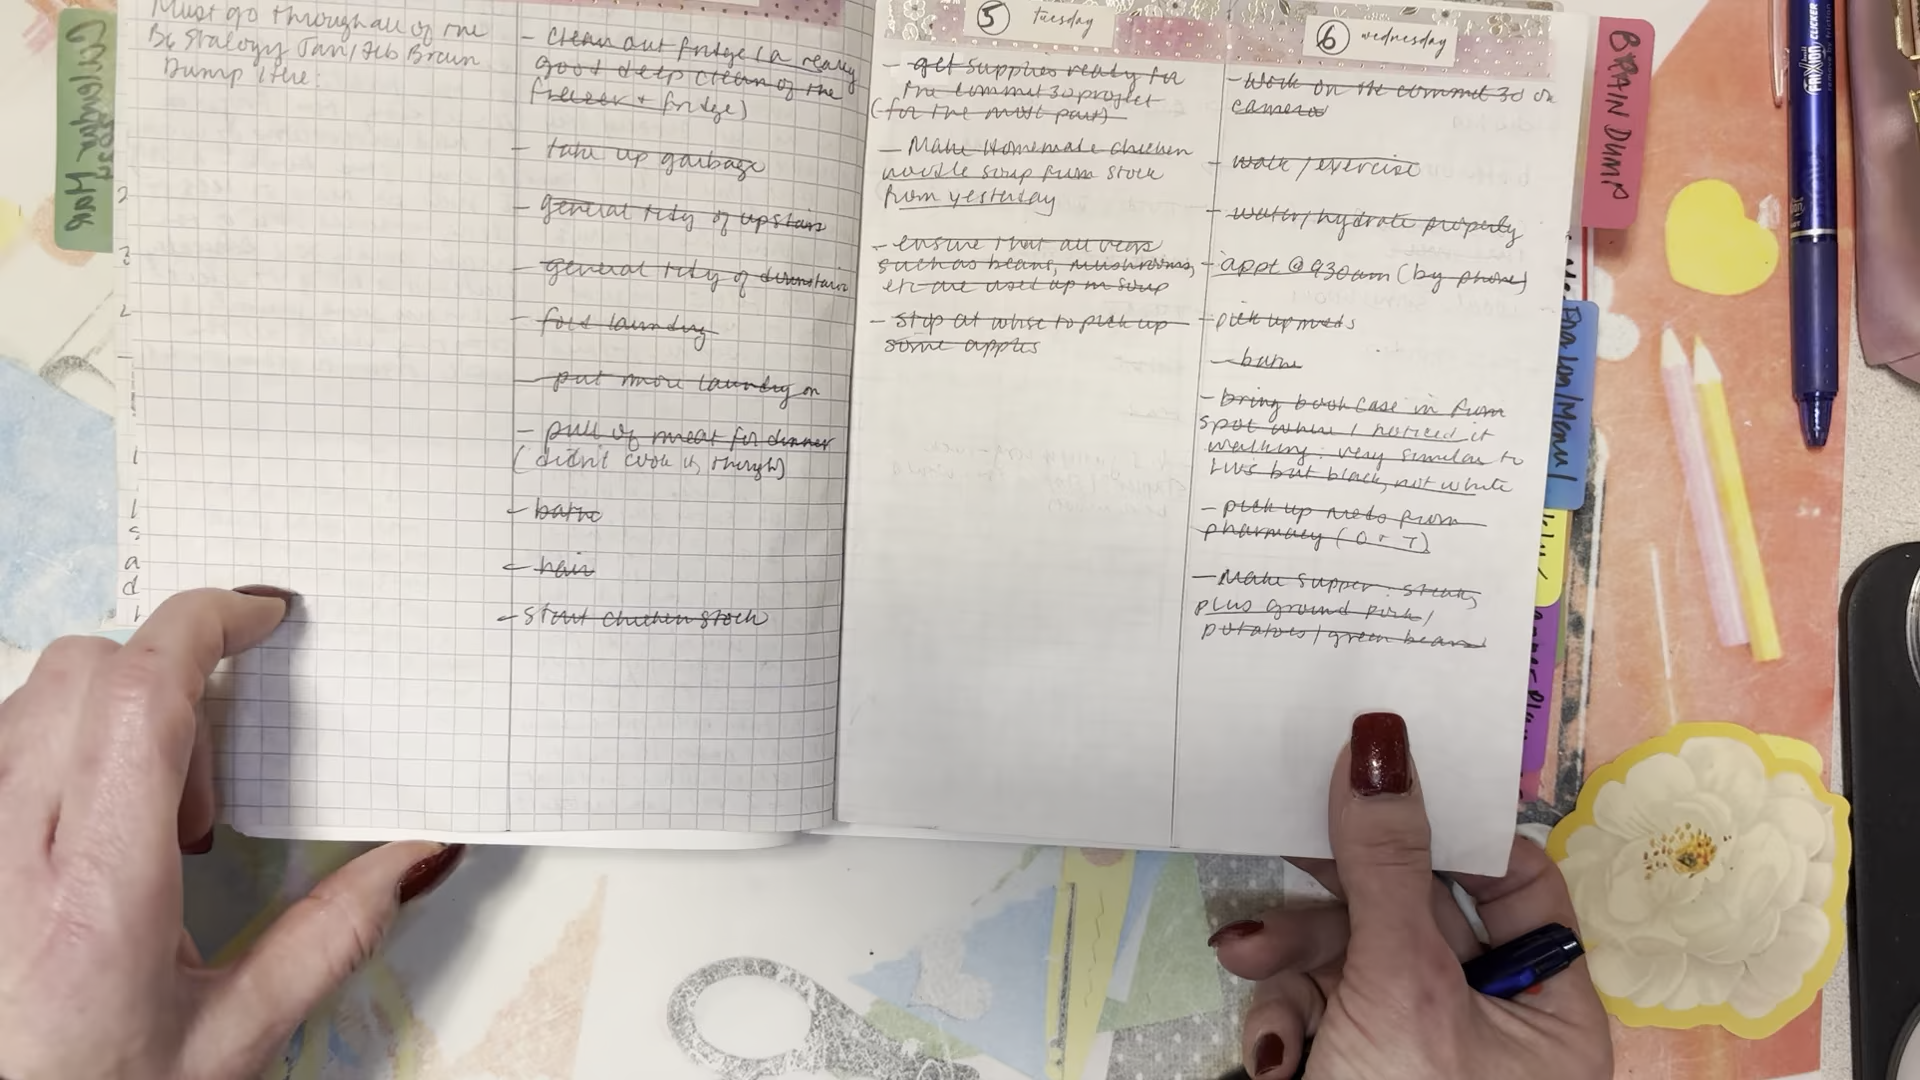 Must go through all of the
B6 Stalogy Jan/Feb Brain
Dump
- clean out fridge (a really
good deep clean of the
freezer + fridge)
- take up garbage
- general tidy of upstairs
- general tidy of downstairs
- fold laundry
- put more laundry on
- pull of meat for dinner
(didn't cook it, though)
- bath
- hair
- start chicken stock
5 tuesday
- get supplies ready for
the commit 30 project
(for the most part)
- Make Homemade chicken
noodle soup from stock
from yesterday
- ensure that all
such as beans, mushrooms,
etc are used up in soup
- stop at to pick up
some apples
6 wednesday
- work on the commit 30 on
camera
- walk/exercise
- water/hydrate properly
- appt @ 930am (by phone)
- pick up meds
- bring bookcase in from
spot where I noticed it
walking: very similar to
but black, not white
- pick up meds from
pharmacy (O + T)
- Make supper: steak,
plus ground pork/
potatoes/green beans
BRAIN DUMP
Calendar Mar
FRIXION CLICKER